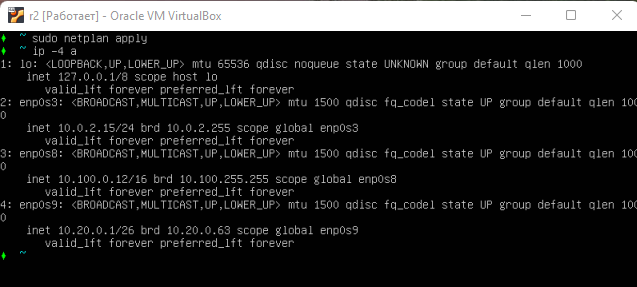 r2 [Работает] - Oracle VM VirtualBox
~ sudo netplan apply
~ ip -4 a
1: lo: <LOOPBACK,UP,LOWER_UP> mtu 65536 qdisc noqueue state UNKNOWN group default qlen 1000
inet 127.0.0.1/8 scope host lo
valid_lft forever preferred_lft forever
2: enp0s3: <BROADCAST,MULTICAST,UP,LOWER_UP> mtu 1500 qdisc fq_codel state UP group default qlen 100
0
inet 10.0.2.15/24 brd 10.0.2.255 scope global enp0s3
valid_lft forever preferred_lft forever
3: enp0s8: <BROADCAST,MULTICAST,UP,LOWER_UP> mtu 1500 qdisc fq_codel state UP group default qlen 100
0
inet 10.100.0.12/16 brd 10.100.255.255 scope global enp0s8
valid_lft forever preferred_lft forever
4: enp0s9: <BROADCAST,MULTICAST,UP,LOWER_UP> mtu 1500 qdisc fq_codel state UP group default qlen 100
0
inet 10.20.0.1/26 brd 10.20.0.63 scope global enp0s9
valid_lft forever preferred_lft forever
~